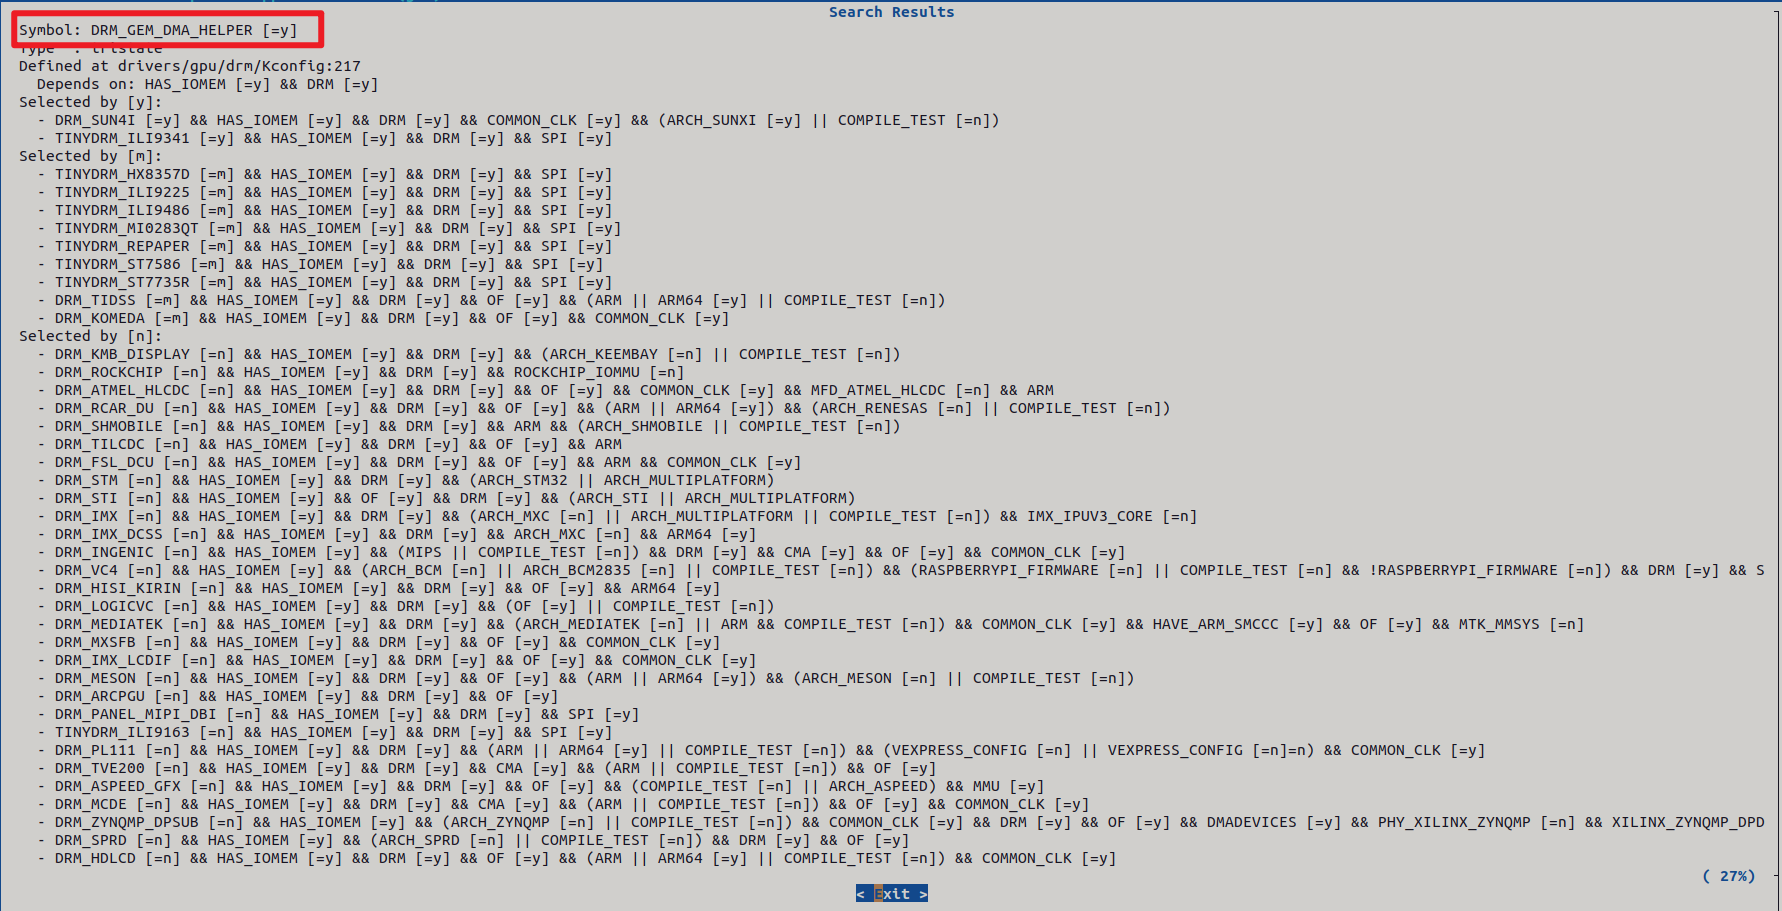 Search Results
Symbol: DRM_GEM_DMA_HELPER [=y]
Type  : tristate
Defined at drivers/gpu/drm/Kconfig:217
  Depends on: HAS_IOMEM [=y] && DRM [=y]
Selected by [y]:
  - DRM_SUN4I [=y] && HAS_IOMEM [=y] && DRM [=y] && COMMON_CLK [=y] && (ARCH_SUNXI [=y] || COMPILE_TEST [=n])
  - TINYDRM_ILI9341 [=y] && HAS_IOMEM [=y] && DRM [=y] && SPI [=y]
Selected by [m]:
  - TINYDRM_HX8357D [=m] && HAS_IOMEM [=y] && DRM [=y] && SPI [=y]
  - TINYDRM_ILI9225 [=m] && HAS_IOMEM [=y] && DRM [=y] && SPI [=y]
  - TINYDRM_ILI9486 [=m] && HAS_IOMEM [=y] && DRM [=y] && SPI [=y]
  - TINYDRM_MI0283QT [=m] && HAS_IOMEM [=y] && DRM [=y] && SPI [=y]
  - TINYDRM_REPAPER [=m] && HAS_IOMEM [=y] && DRM [=y] && SPI [=y]
  - TINYDRM_ST7586 [=m] && HAS_IOMEM [=y] && DRM [=y] && SPI [=y]
  - TINYDRM_ST7735R [=m] && HAS_IOMEM [=y] && DRM [=y] && SPI [=y]
  - DRM_TIDSS [=m] && HAS_IOMEM [=y] && DRM [=y] && OF [=y] && (ARM || ARM64 [=y] || COMPILE_TEST [=n])
  - DRM_KOMEDA [=m] && HAS_IOMEM [=y] && DRM [=y] && OF [=y] && COMMON_CLK [=y]
Selected by [n]:
  - DRM_KMB_DISPLAY [=n] && HAS_IOMEM [=y] && DRM [=y] && (ARCH_KEEMBAY [=n] || COMPILE_TEST [=n])
  - DRM_ROCKCHIP [=n] && HAS_IOMEM [=y] && DRM [=y] && ROCKCHIP_IOMMU [=n]
  - DRM_ATMEL_HLCDC [=n] && HAS_IOMEM [=y] && DRM [=y] && OF [=y] && COMMON_CLK [=y] && MFD_ATMEL_HLCDC [=n] && ARM
  - DRM_RCAR_DU [=n] && HAS_IOMEM [=y] && DRM [=y] && OF [=y] && (ARM || ARM64 [=y]) && (ARCH_RENESAS [=n] || COMPILE_TEST [=n])
  - DRM_SHMOBILE [=n] && HAS_IOMEM [=y] && DRM [=y] && ARM && (ARCH_SHMOBILE || COMPILE_TEST [=n])
  - DRM_TILCDC [=n] && HAS_IOMEM [=y] && DRM [=y] && OF [=y] && ARM
  - DRM_FSL_DCU [=n] && HAS_IOMEM [=y] && DRM [=y] && OF [=y] && ARM && COMMON_CLK [=y]
  - DRM_STM [=n] && HAS_IOMEM [=y] && DRM [=y] && (ARCH_STM32 || ARCH_MULTIPLATFORM)
  - DRM_STI [=n] && HAS_IOMEM [=y] && OF [=y] && DRM [=y] && (ARCH_STI || ARCH_MULTIPLATFORM)
  - DRM_IMX [=n] && HAS_IOMEM [=y] && DRM [=y] && (ARCH_MXC [=n] || ARCH_MULTIPLATFORM || COMPILE_TEST [=n]) && IMX_IPUV3_CORE [=n]
  - DRM_IMX_DCSS [=n] && HAS_IOMEM [=y] && DRM [=y] && ARCH_MXC [=n] && ARM64 [=y]
  - DRM_INGENIC [=n] && HAS_IOMEM [=y] && (MIPS || COMPILE_TEST [=n]) && DRM [=y] && CMA [=y] && OF [=y] && COMMON_CLK [=y]
  - DRM_VC4 [=n] && HAS_IOMEM [=y] && (ARCH_BCM [=n] || ARCH_BCM2835 [=n] || COMPILE_TEST [=n]) && (RASPBERRYPI_FIRMWARE [=n] || COMPILE_TEST [=n] && !RASPBERRYPI_FIRMWARE [=n]) && DRM [=y] && S
  - DRM_HISI_KIRIN [=n] && HAS_IOMEM [=y] && DRM [=y] && OF [=y] && ARM64 [=y]
  - DRM_LOGICVC [=n] && HAS_IOMEM [=y] && DRM [=y] && (OF [=y] || COMPILE_TEST [=n])
  - DRM_MEDIATEK [=n] && HAS_IOMEM [=y] && DRM [=y] && (ARCH_MEDIATEK [=n] || ARM && COMPILE_TEST [=n]) && COMMON_CLK [=y] && HAVE_ARM_SMCCC [=y] && OF [=y] && MTK_MMSYS [=n]
  - DRM_MXSFB [=n] && HAS_IOMEM [=y] && DRM [=y] && OF [=y] && COMMON_CLK [=y]
  - DRM_IMX_LCDIF [=n] && HAS_IOMEM [=y] && DRM [=y] && OF [=y] && COMMON_CLK [=y]
  - DRM_MESON [=n] && HAS_IOMEM [=y] && DRM [=y] && OF [=y] && (ARM || ARM64 [=y]) && (ARCH_MESON [=n] || COMPILE_TEST [=n])
  - DRM_ARCPGU [=n] && HAS_IOMEM [=y] && DRM [=y] && OF [=y]
  - DRM_PANEL_MIPI_DBI [=n] && HAS_IOMEM [=y] && DRM [=y] && SPI [=y]
  - TINYDRM_ILI9163 [=n] && HAS_IOMEM [=y] && DRM [=y] && SPI [=y]
  - DRM_PL111 [=n] && HAS_IOMEM [=y] && DRM [=y] && (ARM || ARM64 [=y] || COMPILE_TEST [=n]) && (VEXPRESS_CONFIG [=n] || VEXPRESS_CONFIG [=n]=n) && COMMON_CLK [=y]
  - DRM_TVE200 [=n] && HAS_IOMEM [=y] && DRM [=y] && CMA [=y] && (ARM || COMPILE_TEST [=n]) && OF [=y]
  - DRM_ASPEED_GFX [=n] && HAS_IOMEM [=y] && DRM [=y] && OF [=y] && (COMPILE_TEST [=n] || ARCH_ASPEED) && MMU [=y]
  - DRM_MCDE [=n] && HAS_IOMEM [=y] && DRM [=y] && CMA [=y] && (ARM || COMPILE_TEST [=n]) && OF [=y] && COMMON_CLK [=y]
  - DRM_ZYNQMP_DPSUB [=n] && HAS_IOMEM [=y] && (ARCH_ZYNQMP [=n] || COMPILE_TEST [=n]) && COMMON_CLK [=y] && DRM [=y] && OF [=y] && DMADEVICES [=y] && PHY_XILINX_ZYNQMP [=n] && XILINX_ZYNQMP_DPD
  - DRM_SPRD [=n] && HAS_IOMEM [=y] && (ARCH_SPRD [=n] || COMPILE_TEST [=n]) && DRM [=y] && OF [=y]
  - DRM_HDLCD [=n] && HAS_IOMEM [=y] && DRM [=y] && OF [=y] && (ARM || ARM64 [=y] || COMPILE_TEST [=n]) && COMMON_CLK [=y]
( 27%)
< Exit >